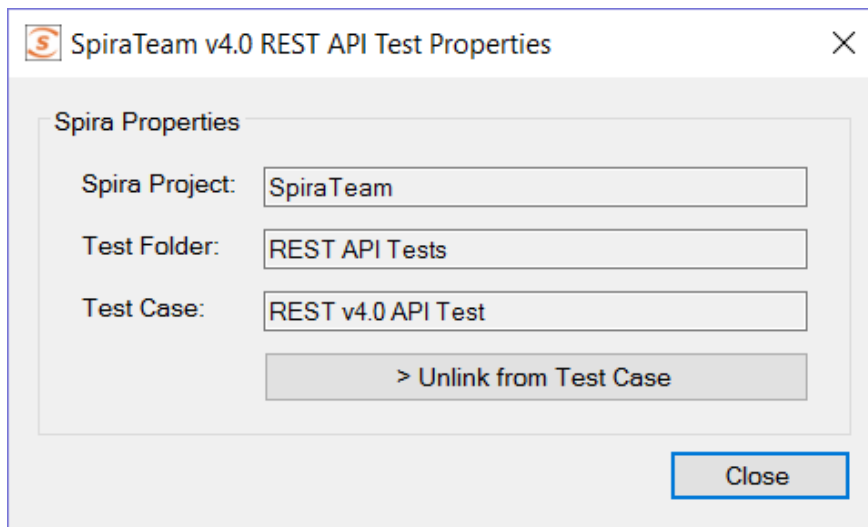 SpiraTeam v4.0 REST API Test Properties
Spira Properties
Spira Project: SpiraTeam
Test Folder: REST API Tests
Test Case: REST v4.0 API Test
> Unlink from Test Case
Close